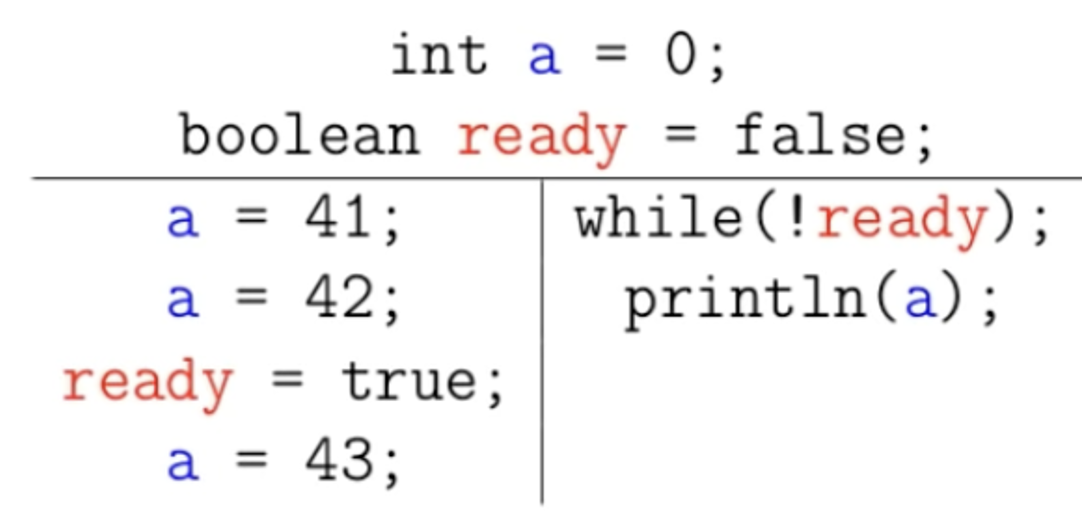 int a = 0;
boolean ready = false;
a = 41;
a = 42;
ready = true;
a = 43;
while(!ready);
println(a);